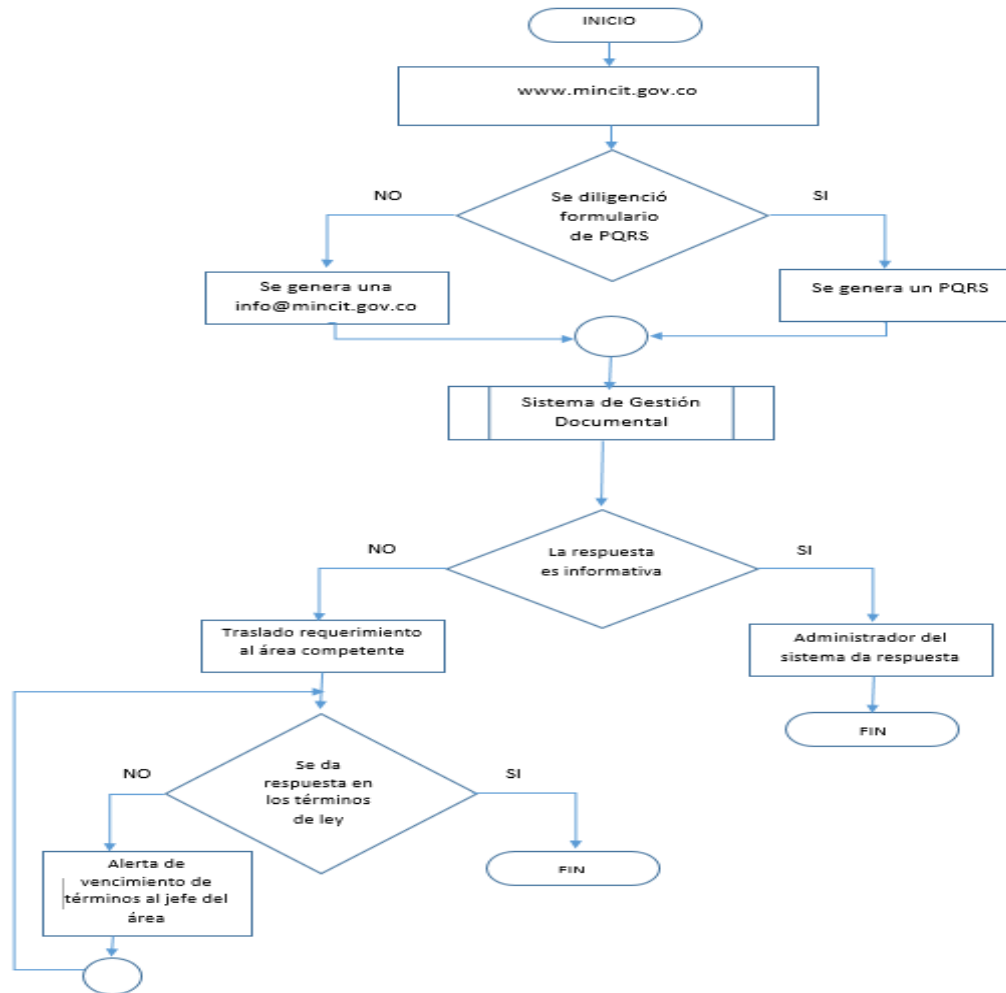 INICIO
www.mincit.gov.co
NO
Se diligenció
formulario
de PQRS
SI
Se genera una
info@mincit.gov.co
Se genera un PQRS
Sistema de Gestión
Documental
NO
La respuesta
es informativa
SI
Traslado requerimiento
al área competente
Administrador del
sistema da respuesta
FIN
NO
Se da
respuesta en
los términos
de ley
SI
Alerta de
vencimiento de
términos al jefe del
área
FIN